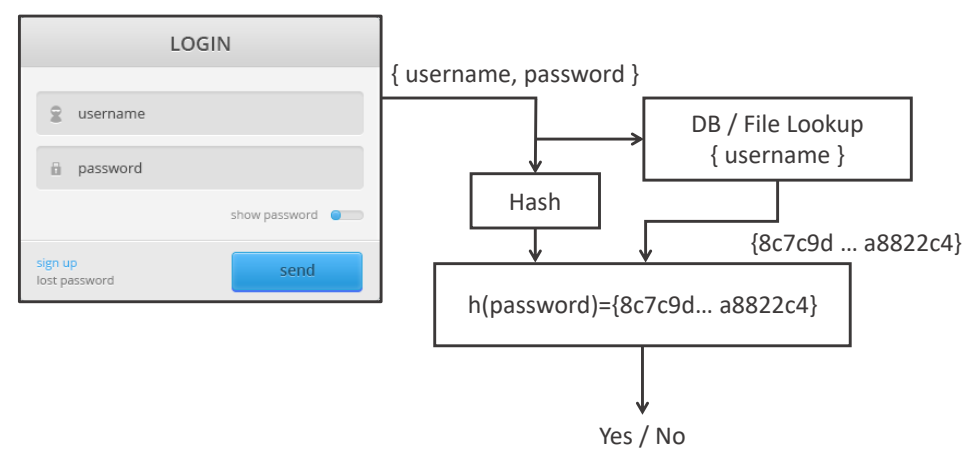 LOGIN
username
password
show password
sign up
lost password
send
{ username, password }
DB / File Lookup
{ username }
Hash
{8c7c9d ... a8822c4}
h(password)={8c7c9d... a8822c4}
Yes / No